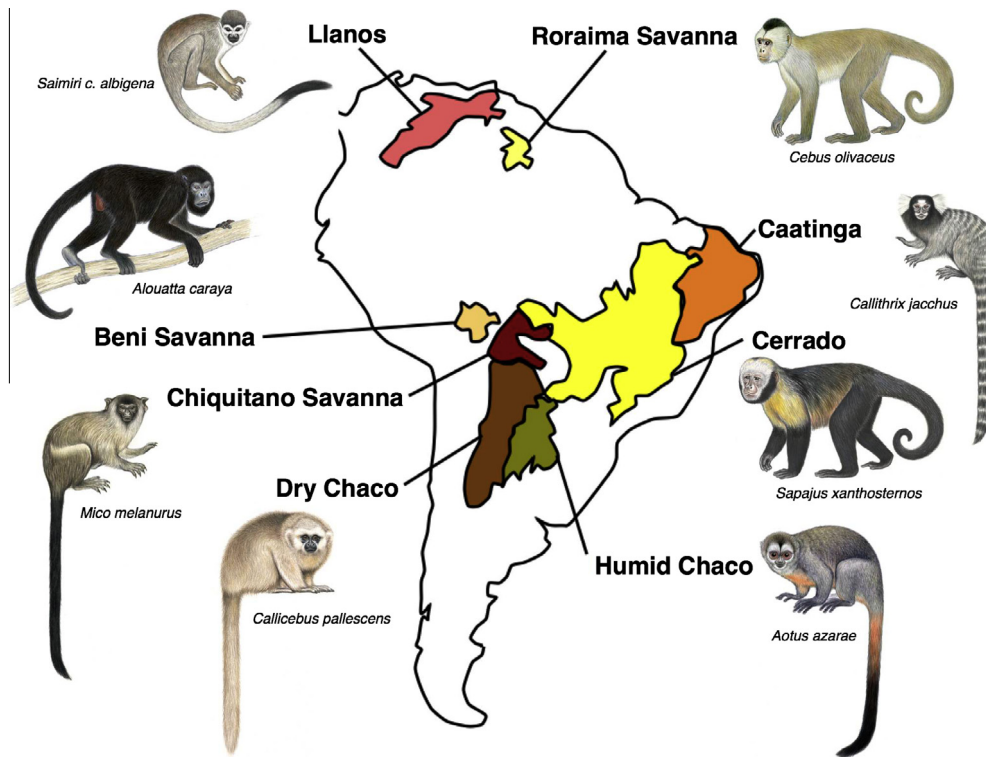 Llanos
Roraima Savanna
Saimiri c. albigena
Cebus olivaceus
Caatinga
Alouatta caraya
Callithrix jacchus
Beni Savanna
Cerrado
Chiquitano Savanna
Dry Chaco
Sapajus xanthosternos
Mico melanurus
Humid Chaco
Callicebus pallescens
Aotus azarae